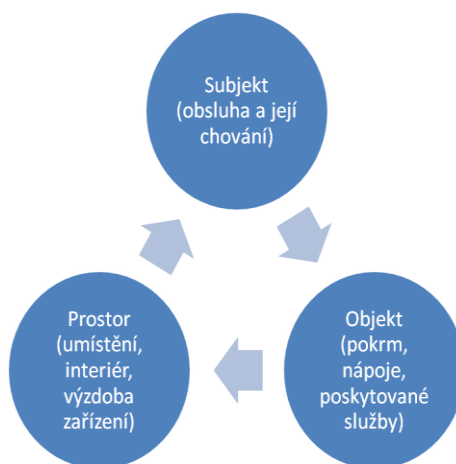 Subjekt
(obsluha a její
chování)
Objekt
(pokrm,
nápoje,
poskytované
služby)
Prostor
(umístění,
interiér,
výzdoba
zařízení)